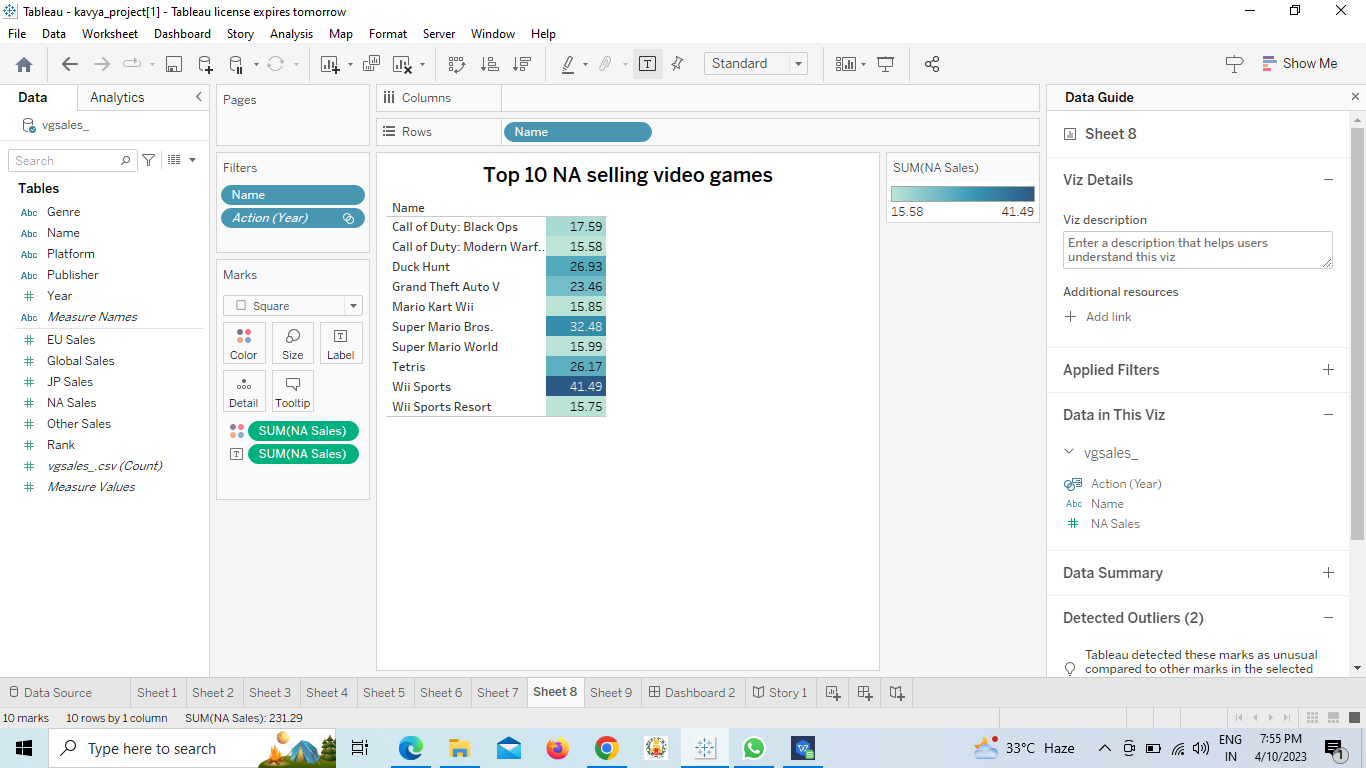 Tableau - kavya_project[1] - Tableau license expires tomorrow
File Data Worksheet Dashboard Story Analysis Map Format Server Window Help
Standard
Show Me
Data Analytics
vgsales_
Search
Tables
Abc Genre
Abc Name
Abc Platform
Abc Publisher
# Year
Abc Measure Names
# EU Sales
# Global Sales
# JP Sales
# NA Sales
# Other Sales
# Rank
# vgsales_.csv (Count)
# Measure Values
Pages
Filters
Name
Action (Year)
Marks
Square
Color Size Label
Detail Tooltip
SUM(NA Sales)
SUM(NA Sales)
Columns
Rows Name
Top 10 NA selling video games
Name
Call of Duty: Black Ops 17.59
Call of Duty: Modern Warf.. 15.58
Duck Hunt 26.93
Grand Theft Auto V 23.46
Mario Kart Wii 15.85
Super Mario Bros. 32.48
Super Mario World 15.99
Tetris 26.17
Wii Sports 41.49
Wii Sports Resort 15.75
SUM(NA Sales)
15.58 41.49
Data Guide
Sheet 8
Viz Details
Viz description
Enter a description that helps users
understand this viz
Additional resources
Add link
Applied Filters
Data in This Viz
vgsales_
Action (Year)
Abc Name
# NA Sales
Data Summary
Detected Outliers (2)
Tableau detected these marks as unusual
compared to other marks in the selected
Data Source Sheet 1 Sheet 2 Sheet 3 Sheet 4 Sheet 5 Sheet 6 Sheet 7 Sheet 8 Sheet 9 Dashboard 2 Story 1
10 marks 10 rows by 1 column SUM(NA Sales): 231.29
Type here to search
33°C Haze
ENG
IN
7:55 PM
4/10/2023
1